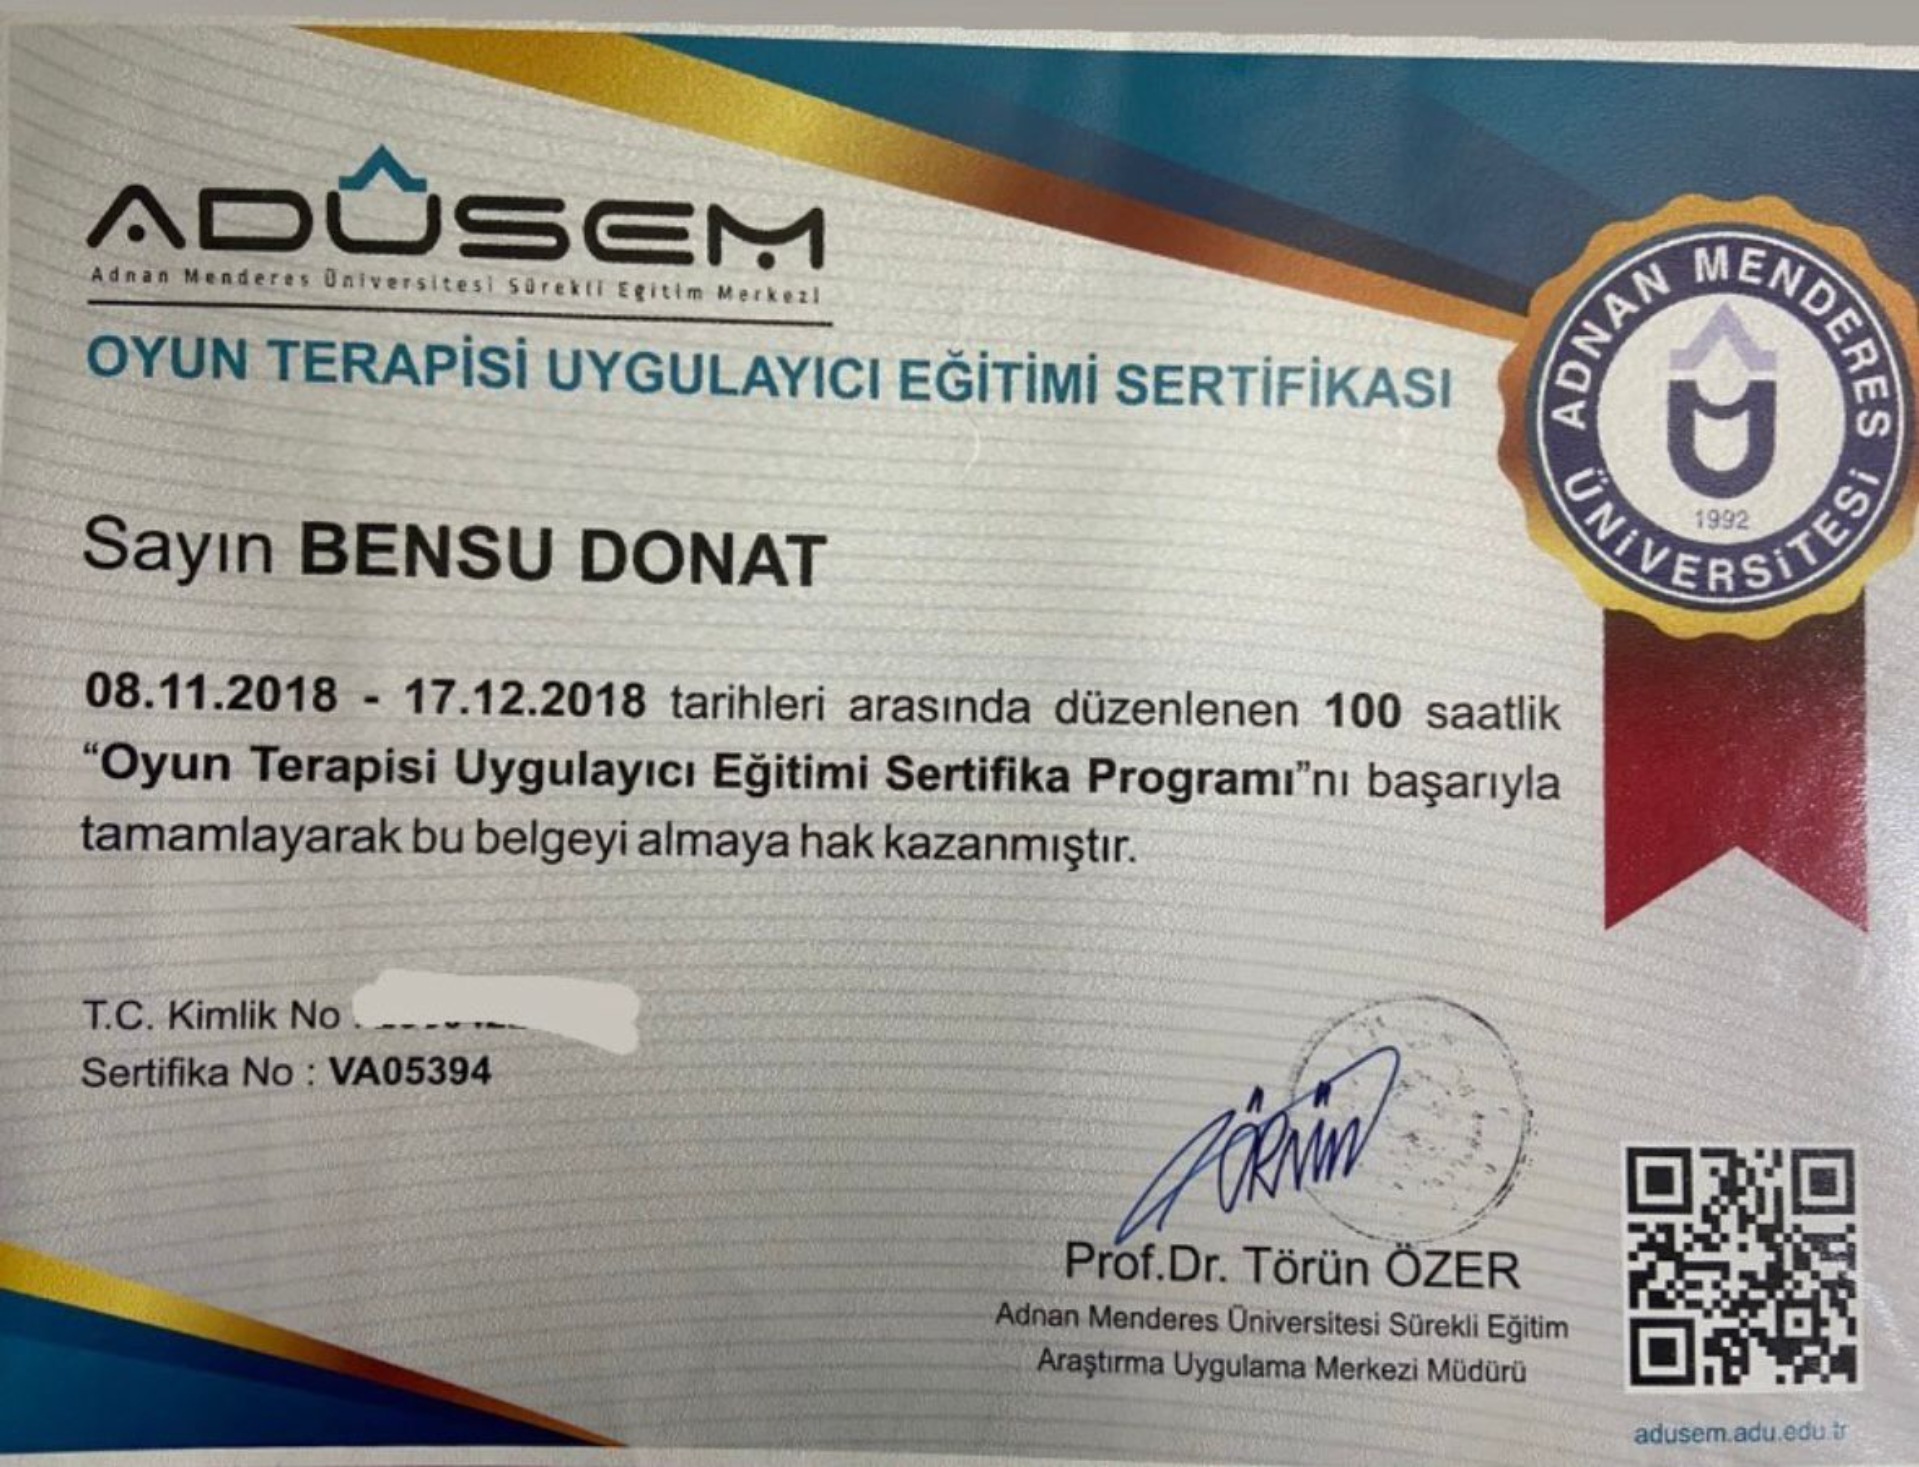 ADÜSEM
Adnan Menderes Üniversitesi Sürekli Eğitim Merkezi
OYUN TERAPİSİ UYGULAYICI EĞİTİMİ SERTİFİKASI
ADNAN MENDERES ÜNİVERSİTESİ
1992
Sayın BENSU DONAT
08.11.2018 - 17.12.2018 tarihleri arasında düzenlenen 100 saatlik
“Oyun Terapisi Uygulayıcı Eğitimi Sertifika Programı”nı başarıyla
tamamlayarak bu belgeyi almaya hak kazanmıştır.
T.C. Kimlik No :
Sertifika No : VA05394
TÖRÜN
Prof.Dr. Törün ÖZER
Adnan Menderes Üniversitesi Sürekli Eğitim
Araştırma Uygulama Merkezi Müdürü
adusem.adu.edu.tr